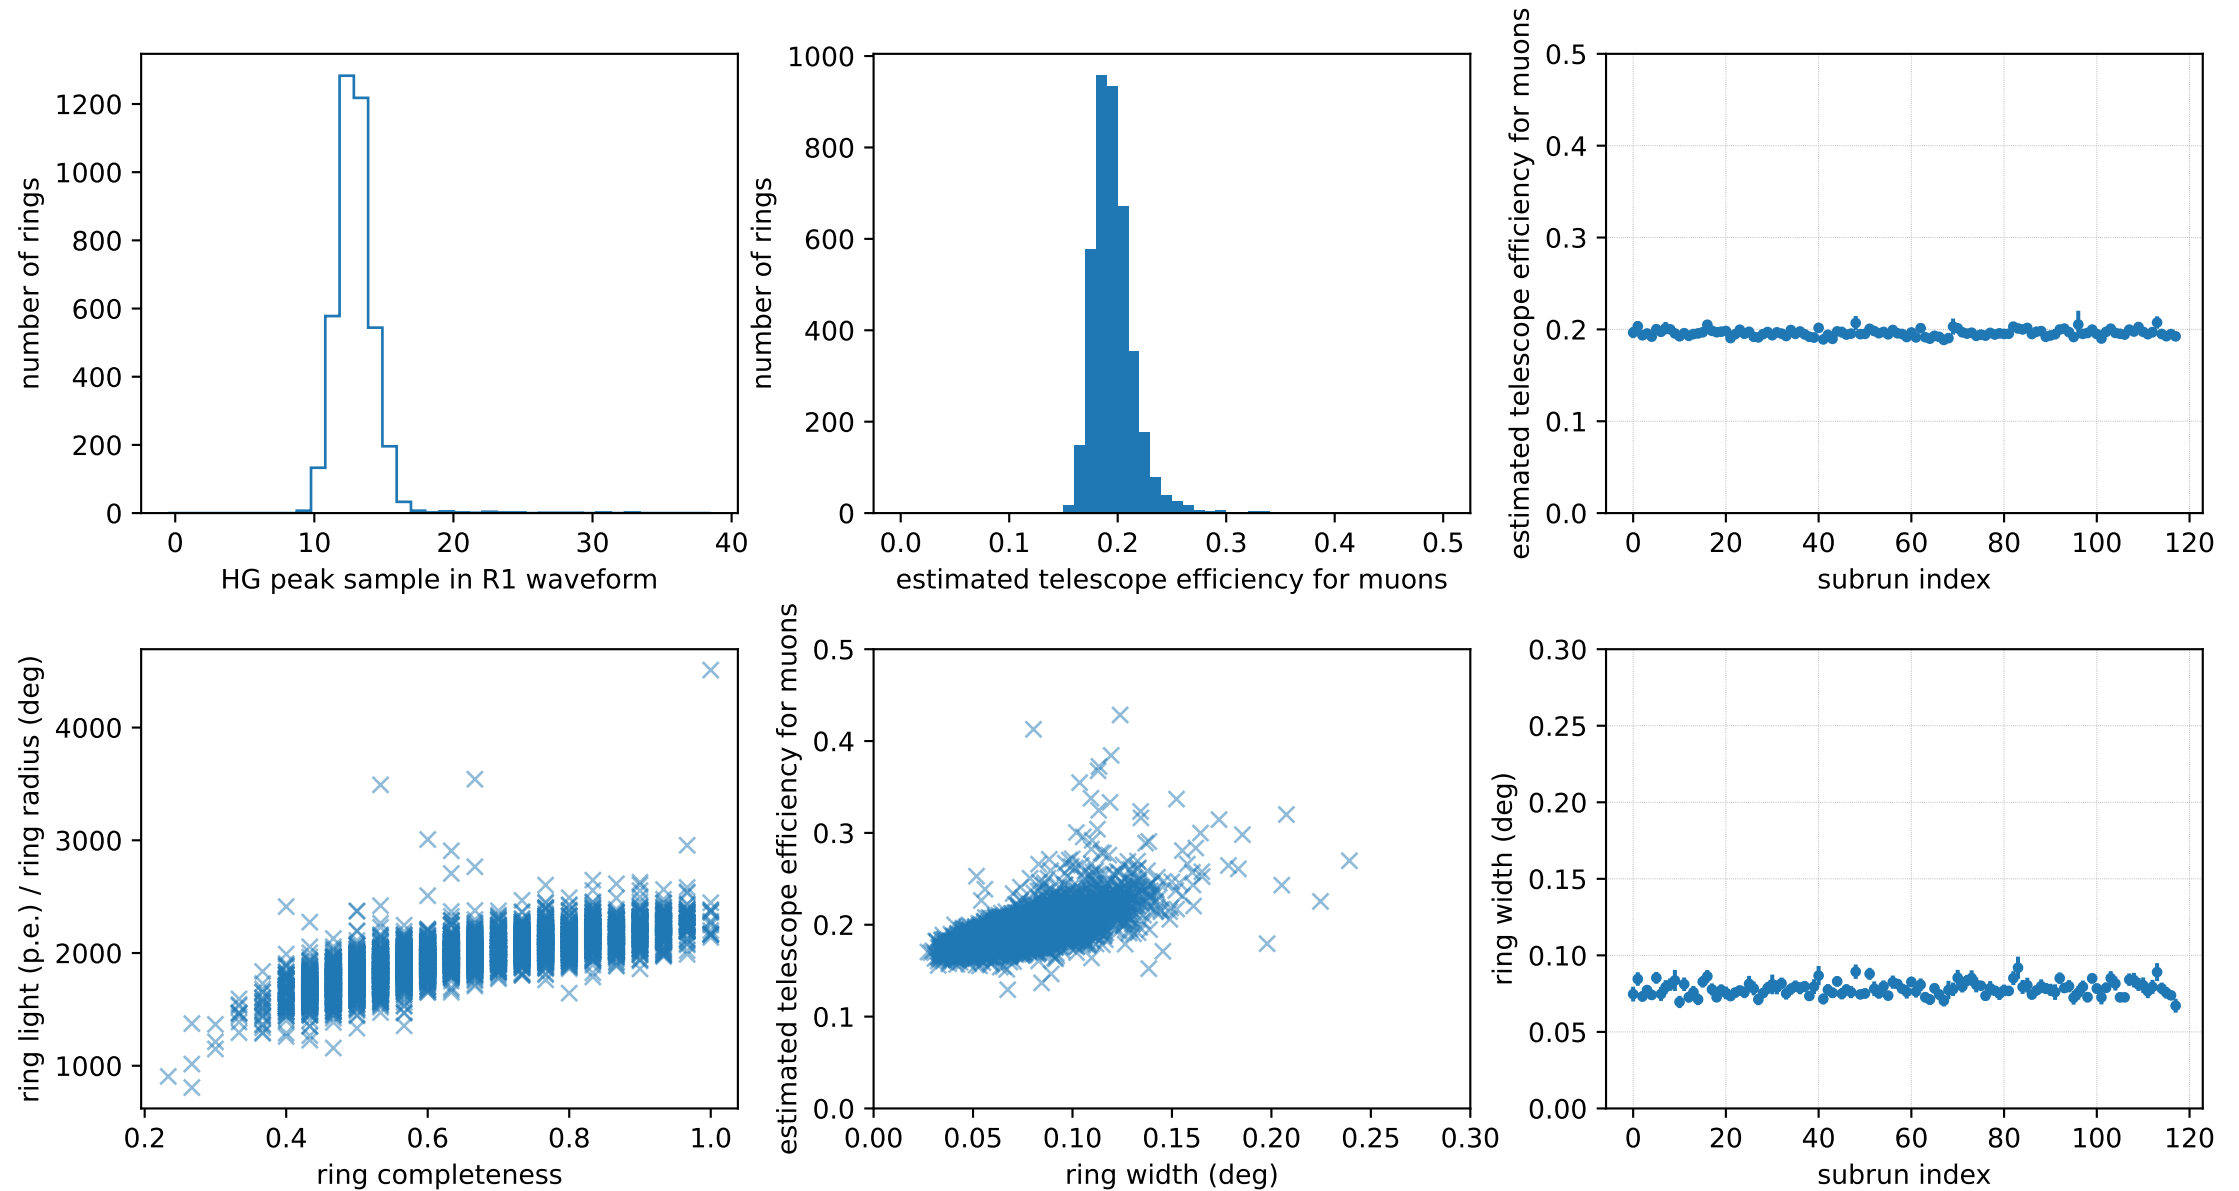 number of rings
1200
1000
800
600
400
200
0
0 10 20 30 40
HG peak sample in R1 waveform
number of rings
1000
800
600
400
200
0
0.0 0.1 0.2 0.3 0.4 0.5
estimated telescope efficiency for muons
estimated telescope efficiency for muons
0.5
0.4
0.3
0.2
0.1
0.0
0 20 40 60 80 100 120
subrun index
ring light (p.e.) / ring radius (deg)
4000
3000
2000
1000
0.2 0.4 0.6 0.8 1.0
ring completeness
estimated telescope efficiency for muons
0.5
0.4
0.3
0.2
0.1
0.0
0.00 0.05 0.10 0.15 0.20 0.25 0.30
ring width (deg)
ring width (deg)
0.30
0.25
0.20
0.15
0.10
0.05
0.00
0 20 40 60 80 100 120
subrun index